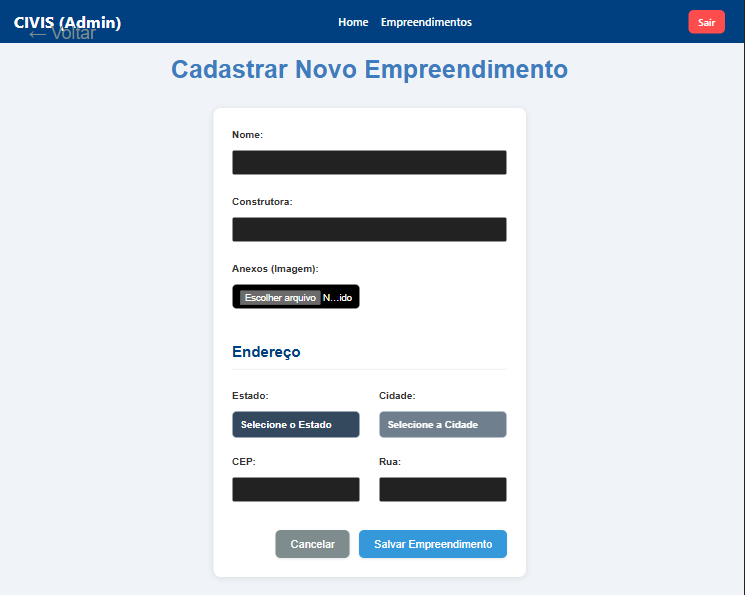 CIVIS (Admin)
← Voltar
Home
Empreendimentos
Sair
Cadastrar Novo Empreendimento
Nome:
Construtora:
Anexos (Imagem):
Escolher arquivo N...ido
Endereço
Estado:
Cidade:
Selecione o Estado
Selecione a Cidade
CEP:
Rua:
Cancelar
Salvar Empreendimento